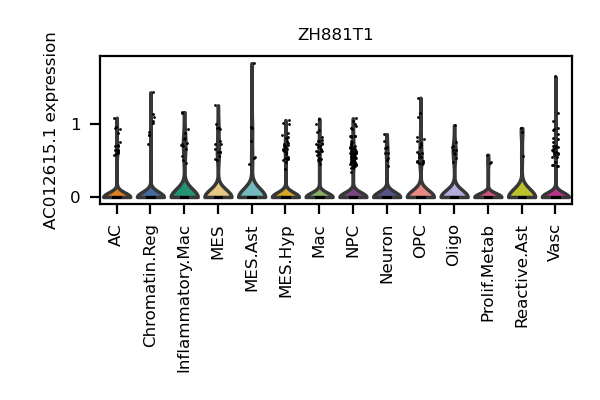 ZH881T1
AC012615.1 expression
1
0
AC
Chromatin.Reg
Inflammatory.Mac
MES
MES.Ast
MES.Hyp
Mac
NPC
Neuron
OPC
Oligo
Prolif.Metab
Reactive.Ast
Vasc